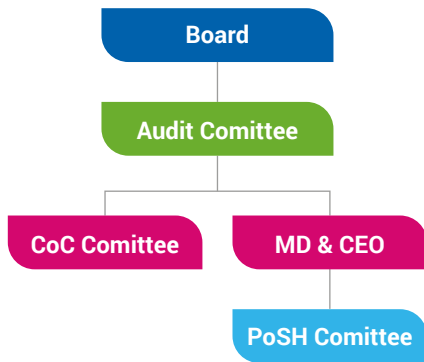 Board
Audit Comittee
CoC Comittee
MD & CEO
PoSH Comittee